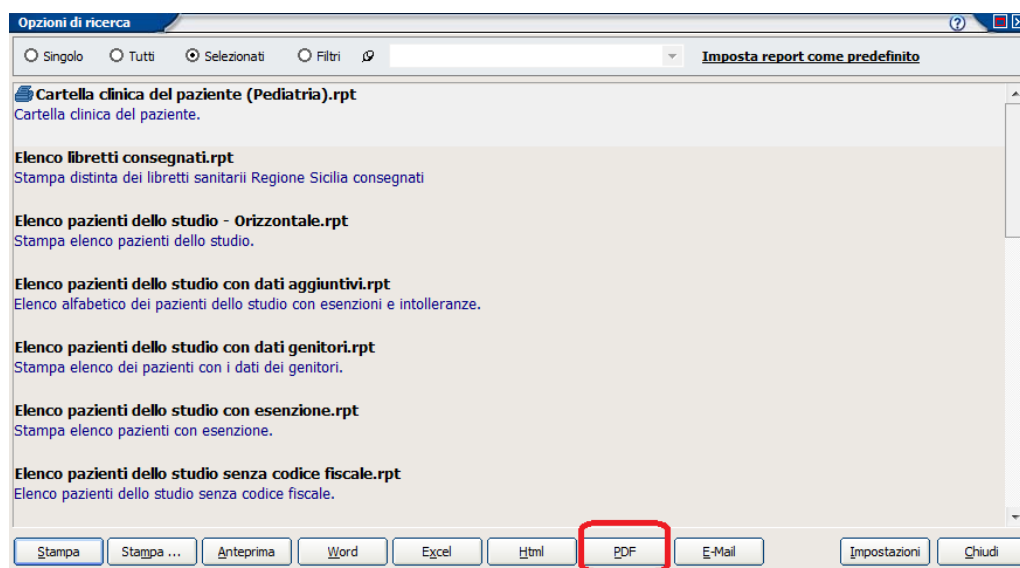 Opzioni di ricerca
Singolo Tutti Selezionati Filtri Imposta report come predefinito
Cartella clinica del paziente (Pediatria).rpt
Cartella clinica del paziente.
Elenco libretti consegnati.rpt
Stampa distinta dei libretti sanitarii Regione Sicilia consegnati
Elenco pazienti dello studio - Orizzontale.rpt
Stampa elenco pazienti dello studio.
Elenco pazienti dello studio con dati aggiuntivi.rpt
Elenco alfabetico dei pazienti dello studio con esenzioni e intolleranze.
Elenco pazienti dello studio con dati genitori.rpt
Stampa elenco dei pazienti con i dati dei genitori.
Elenco pazienti dello studio con esenzione.rpt
Stampa elenco pazienti con esenzione.
Elenco pazienti dello studio senza codice fiscale.rpt
Elenco pazienti dello studio senza codice fiscale.
Stampa Stampa ... Anteprima Word Excel Html PDF E-Mail Impostazioni Chiudi